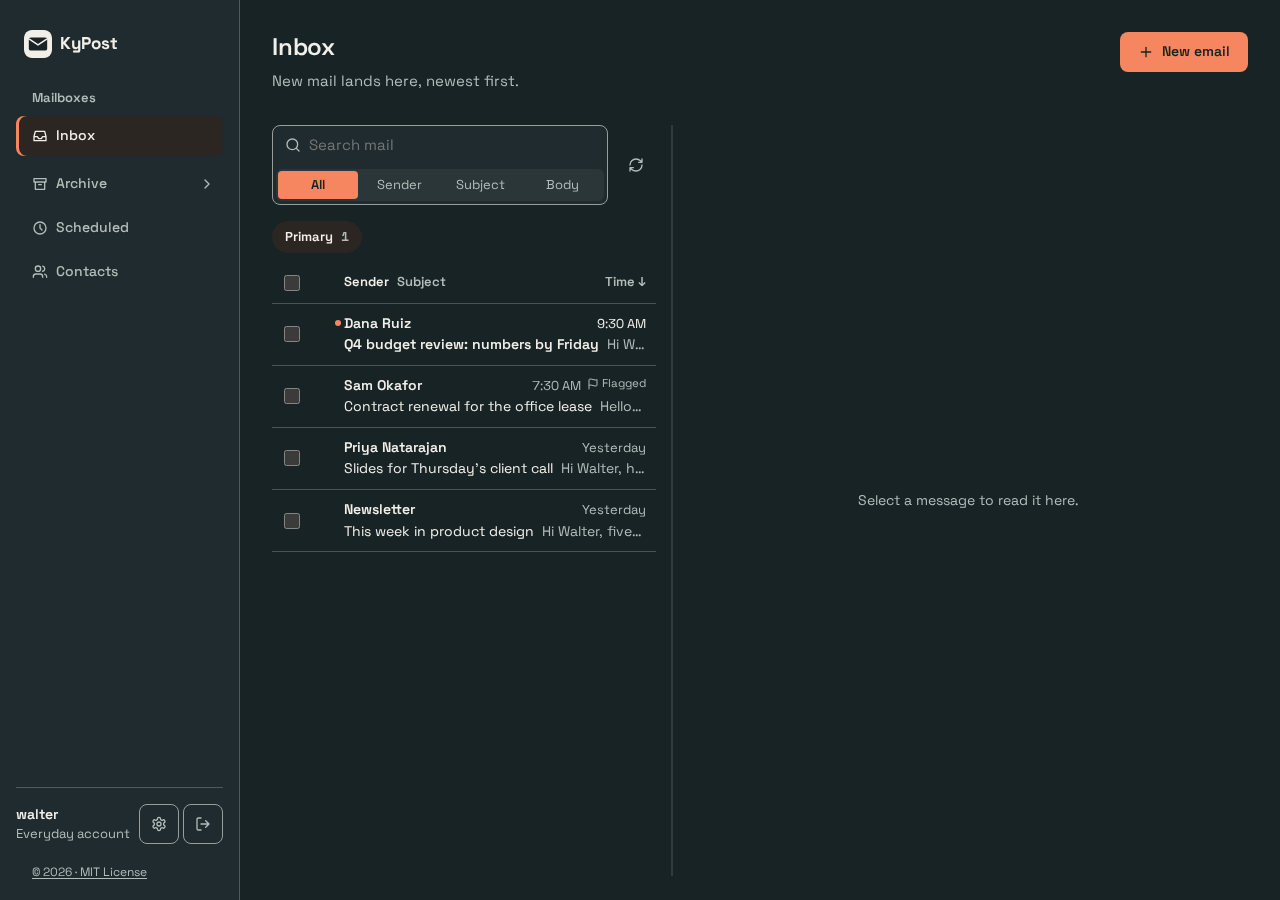 KyPost
Mailboxes
Inbox
Archive
Scheduled
Contacts
walter
Everyday account
© 2026 · MIT License
Inbox
New mail lands here, newest first.
New email
Search mail
All Sender Subject Body
Primary 1
Sender Subject Time ↓
Dana Ruiz 9:30 AM
Q4 budget review: numbers by Friday Hi W...
Sam Okafor 7:30 AM Flagged
Contract renewal for the office lease Hello...
Priya Natarajan Yesterday
Slides for Thursday's client call Hi Walter, h...
Newsletter Yesterday
This week in product design Hi Walter, five...
Select a message to read it here.